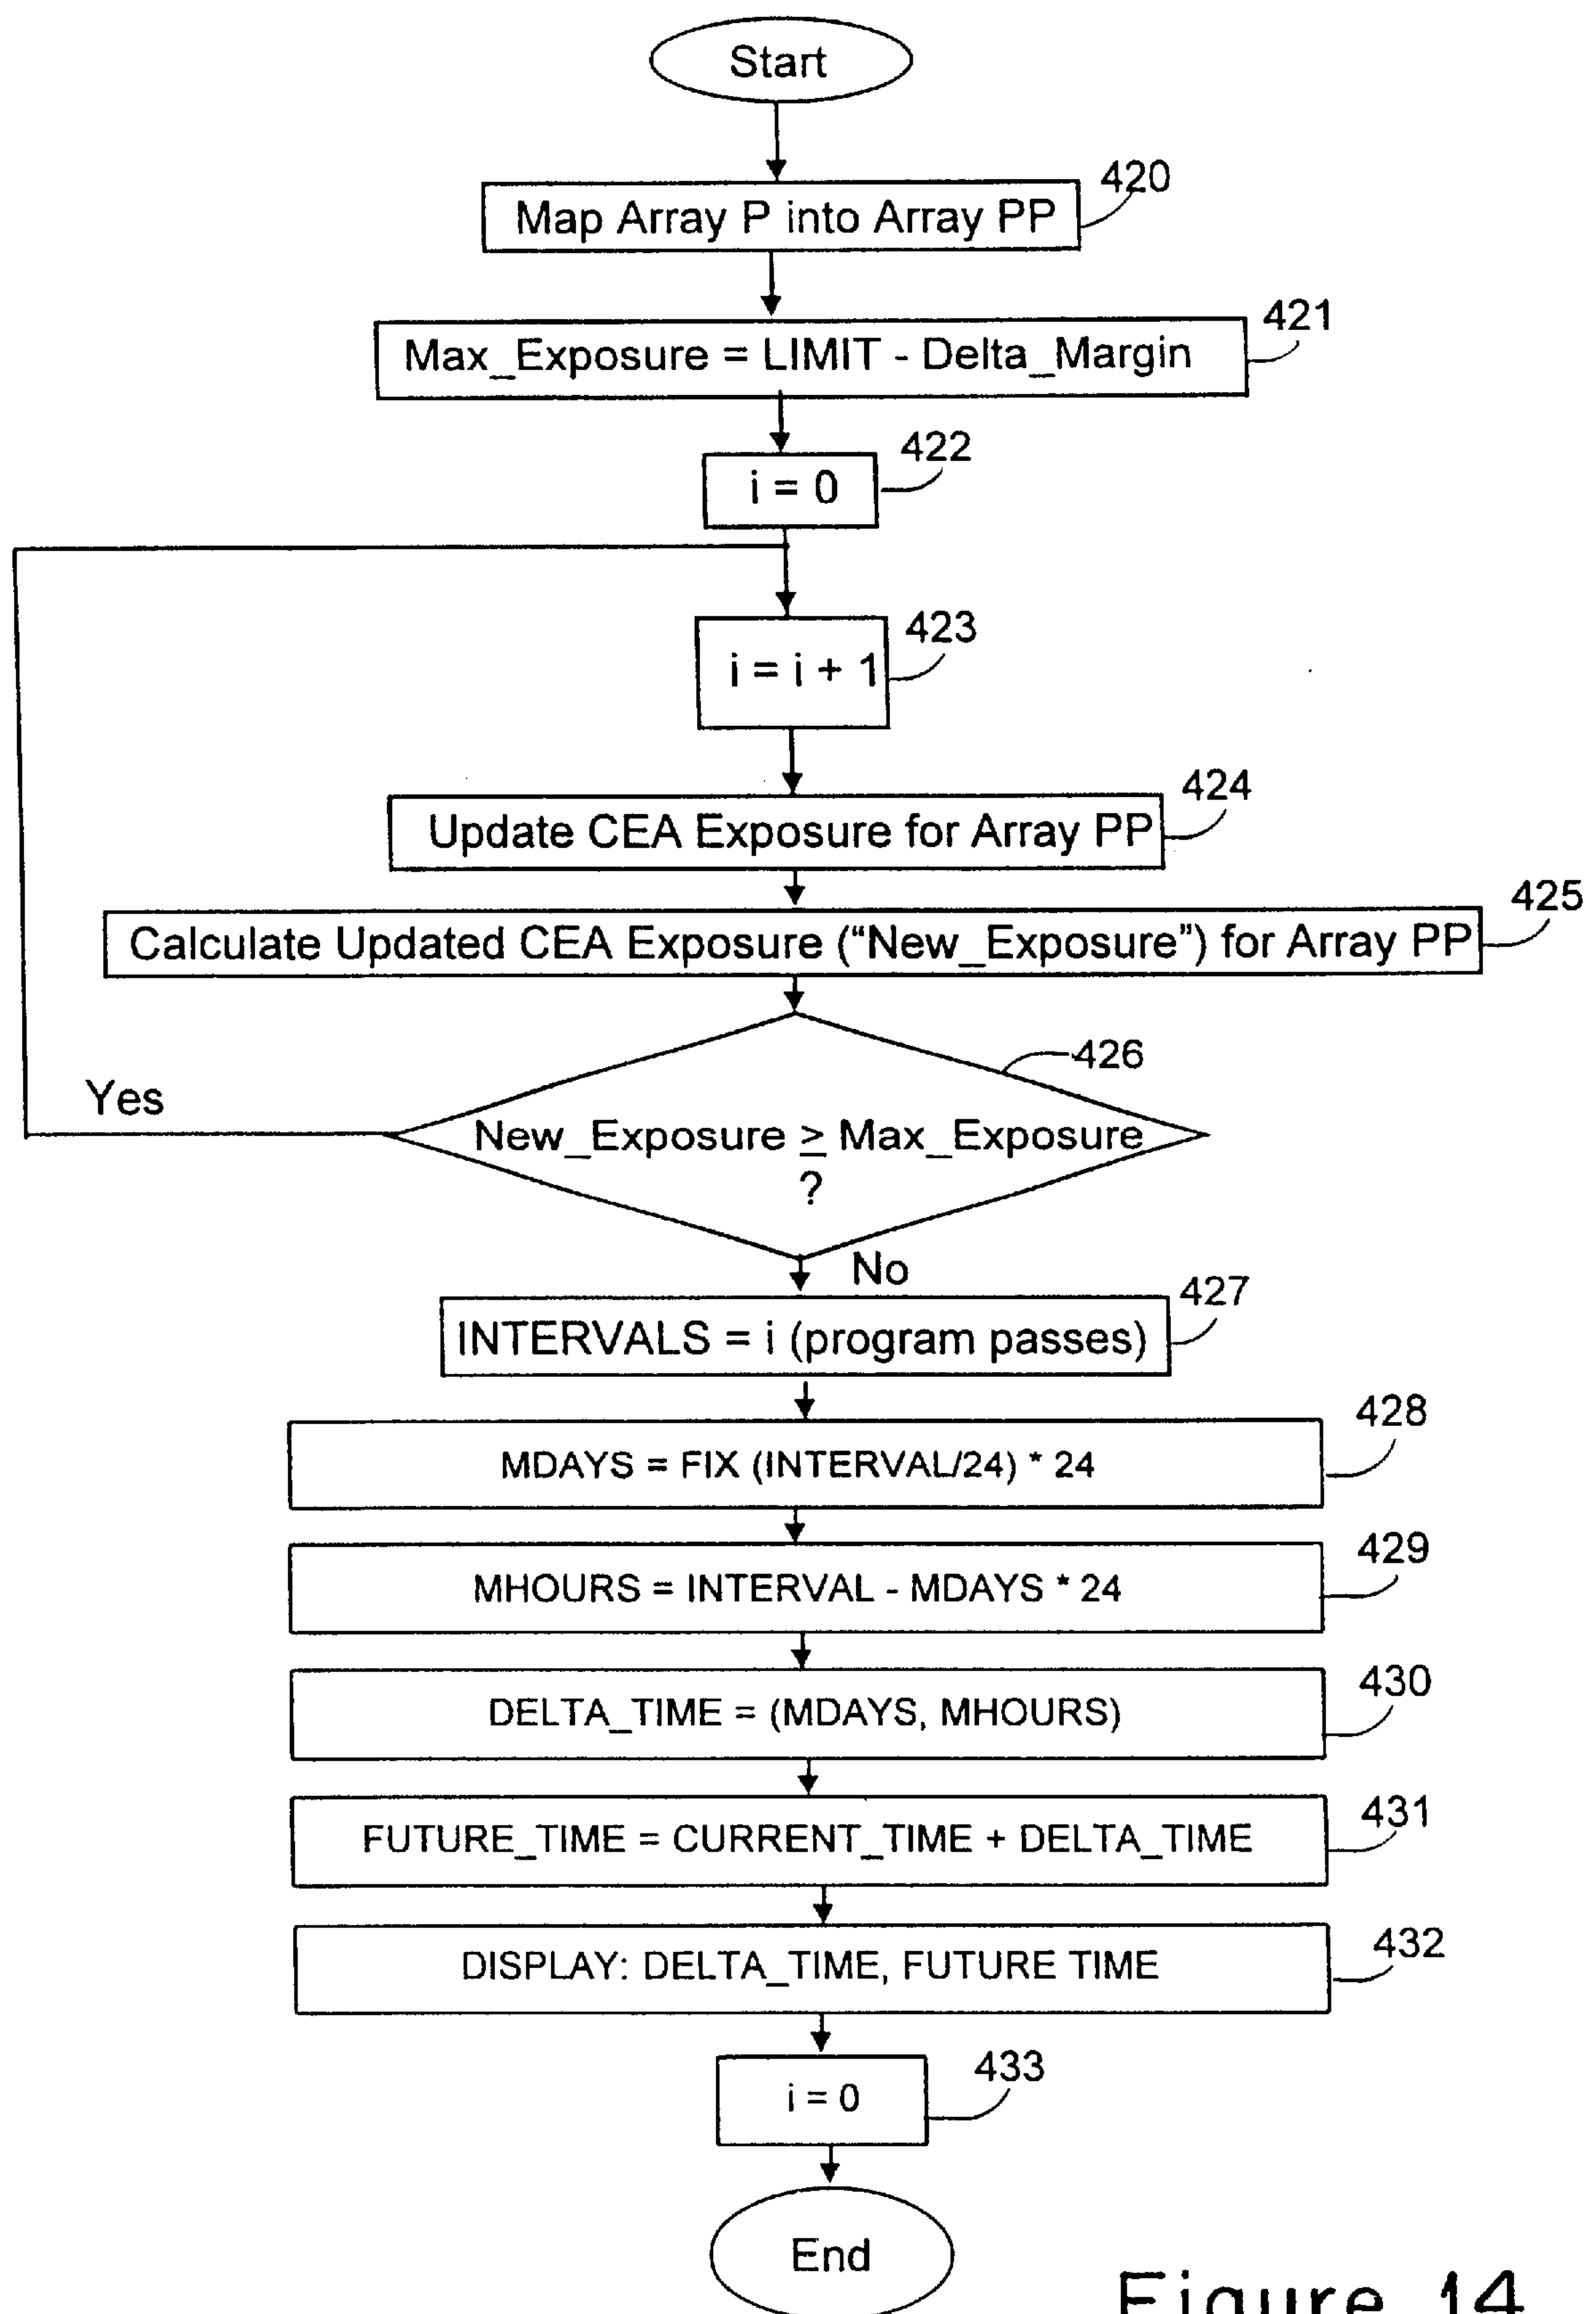 Start
420
Map Array P into Array PP
421
Max_Exposure = LIMIT - Delta_Margin
422
i = 0
423
i = i + 1
424
Update CEA Exposure for Array PP
425
Calculate Updated CEA Exposure (“New_Exposure”) for Array PP
426
Yes
New_Exposure ≥ Max_Exposure
?
No
427
INTERVALS = i (program passes)
428
MDAYS = FIX (INTERVAL/24) * 24
429
MHOURS = INTERVAL - MDAYS * 24
430
DELTA_TIME = (MDAYS, MHOURS)
431
FUTURE_TIME = CURRENT_TIME + DELTA_TIME
432
DISPLAY: DELTA_TIME, FUTURE TIME
433
i = 0
End
Figure 14